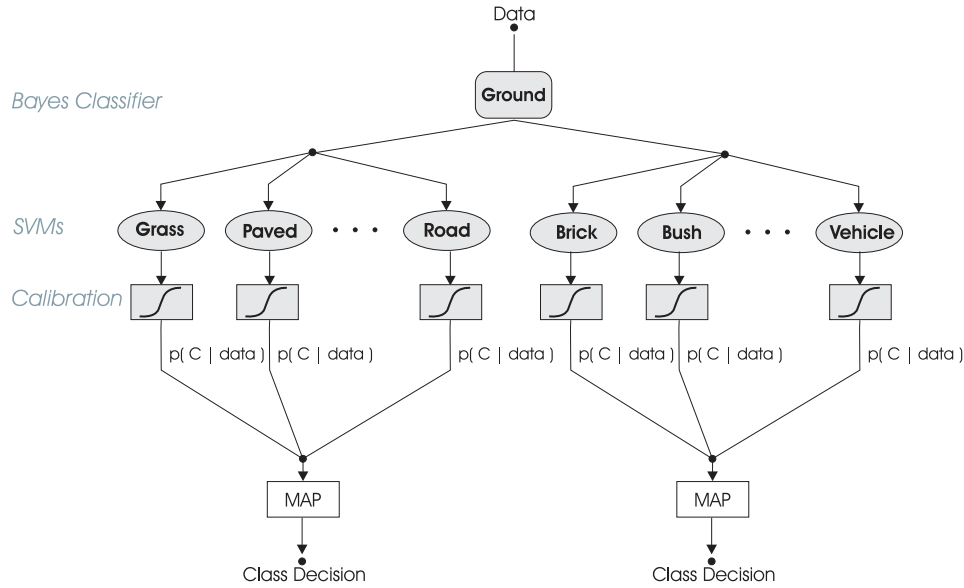 Data
Bayes Classifier
Ground
SVMs
Grass Paved . . . Road Brick Bush . . . Vehicle
Calibration
p( C | data ) p( C | data ) p( C | data ) p( C | data ) p( C | data ) p( C | data )
MAP MAP
Class Decision Class Decision